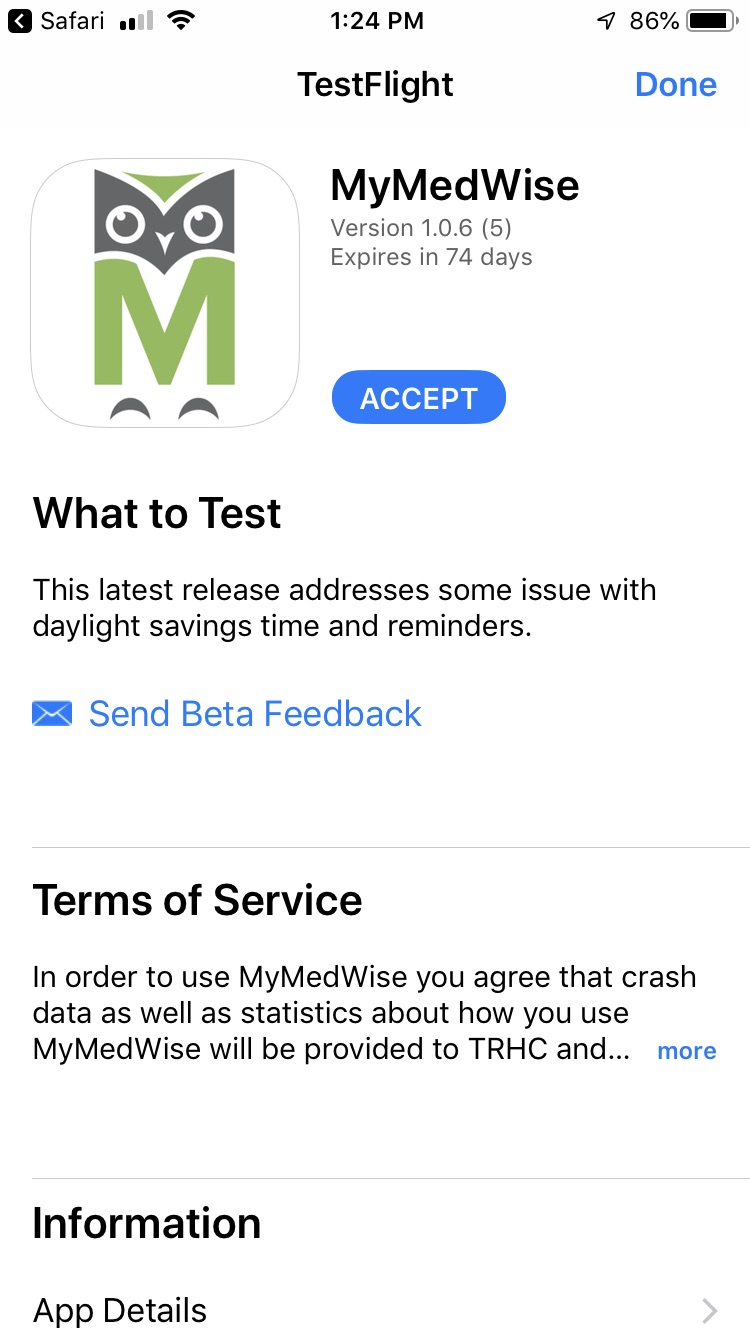 Safari 1:24 PM 86%
TestFlight Done
MyMedWise
Version 1.0.6 (5)
Expires in 74 days
M
ACCEPT
What to Test
This latest release addresses some issue with
daylight savings time and reminders.
Send Beta Feedback
Terms of Service
In order to use MyMedWise you agree that crash
data as well as statistics about how you use
MyMedWise will be provided to TRHC and... more
Information
App Details